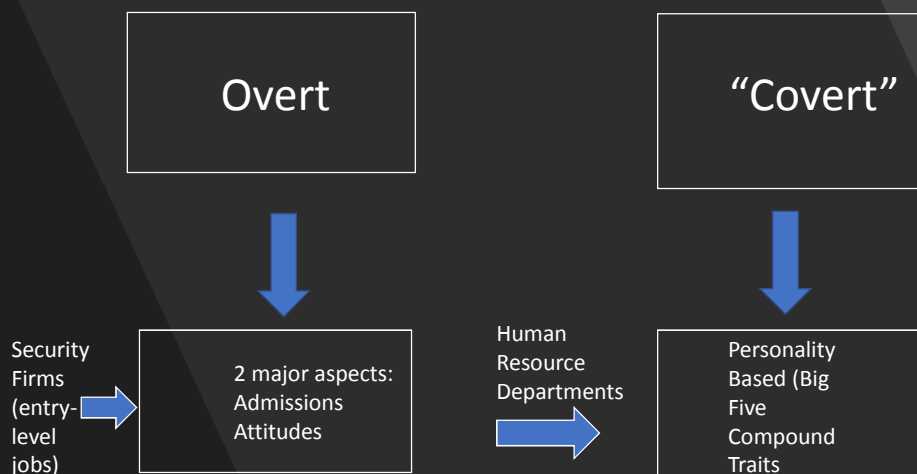 Overt
“Covert”
Security
Firms
(entry-
level
jobs)
2 major aspects:
Admissions
Attitudes
Human
Resource
Departments
Personality
Based (Big
Five
Compound
Traits